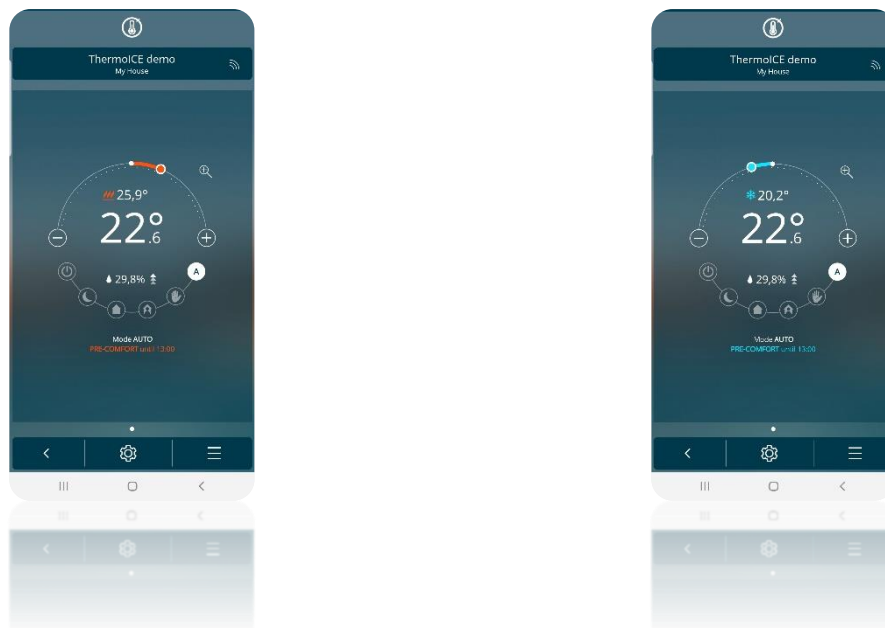 ThermoICE demo
My House
25,9°
22°.6
29,8%
A
Mode AUTO
PRE-COMFORT until 13:00
ThermoICE demo
My House
20,2°
22°.6
29,8%
A
Mode AUTO
PRE-COMFORT until 13:00